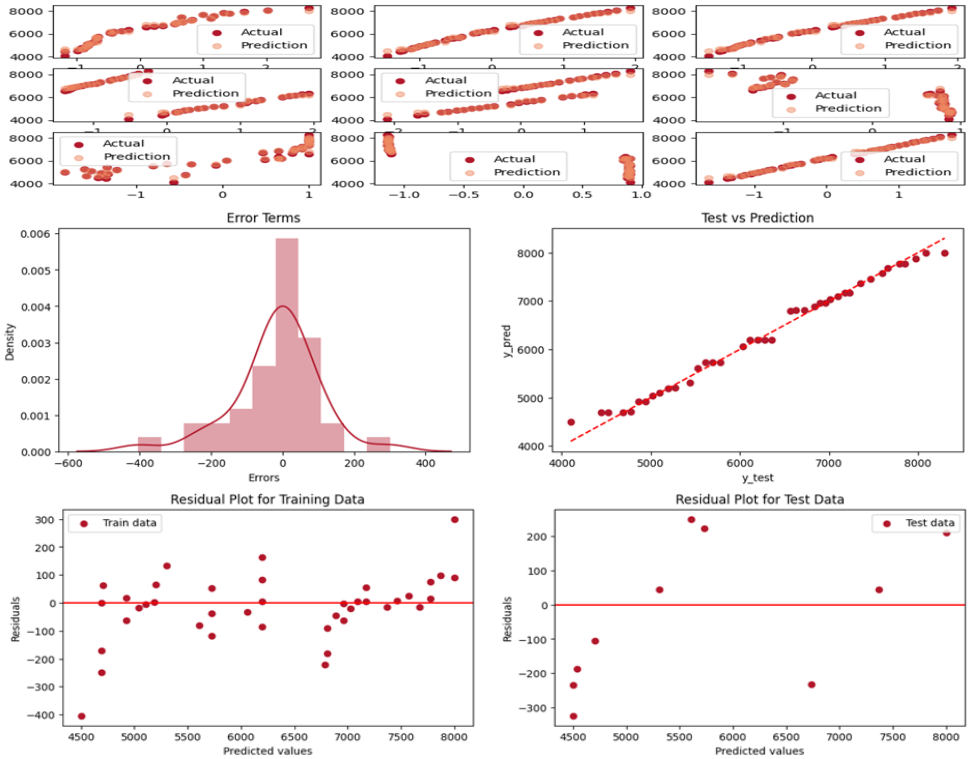 8000 6000 4000 Actual Prediction
−1 0 1 2
8000 6000 4000 Actual Prediction
−1 0 1 2
8000 6000 4000 Actual Prediction
−1 0 1 2
8000 6000 4000 Actual Prediction
−1 0 1 2
8000 6000 4000 Actual Prediction
−2 −1 0 1 2
8000 6000 4000 Actual Prediction
−1 0 1
8000 6000 4000 Actual Prediction
−1 0 1
8000 6000 4000 Actual Prediction
−1.0 −0.5 0.0 0.5 1.0
8000 6000 4000 Actual Prediction
−1 0 1
Error Terms
0.006
0.005
0.004
0.003
0.002
0.001
0.000
Density
−600 −400 −200 0 200 400
Errors
Test vs Prediction
8000
7000
6000
5000
4000
y_pred
4000 5000 6000 7000 8000
y_test
Residual Plot for Training Data
Train data
300
200
100
0
−100
−200
−300
−400
Residuals
4500 5000 5500 6000 6500 7000 7500 8000
Predicted values
Residual Plot for Test Data
Test data
200
100
0
−100
−200
−300
Residuals
4500 5000 5500 6000 6500 7000 7500 8000
Predicted values